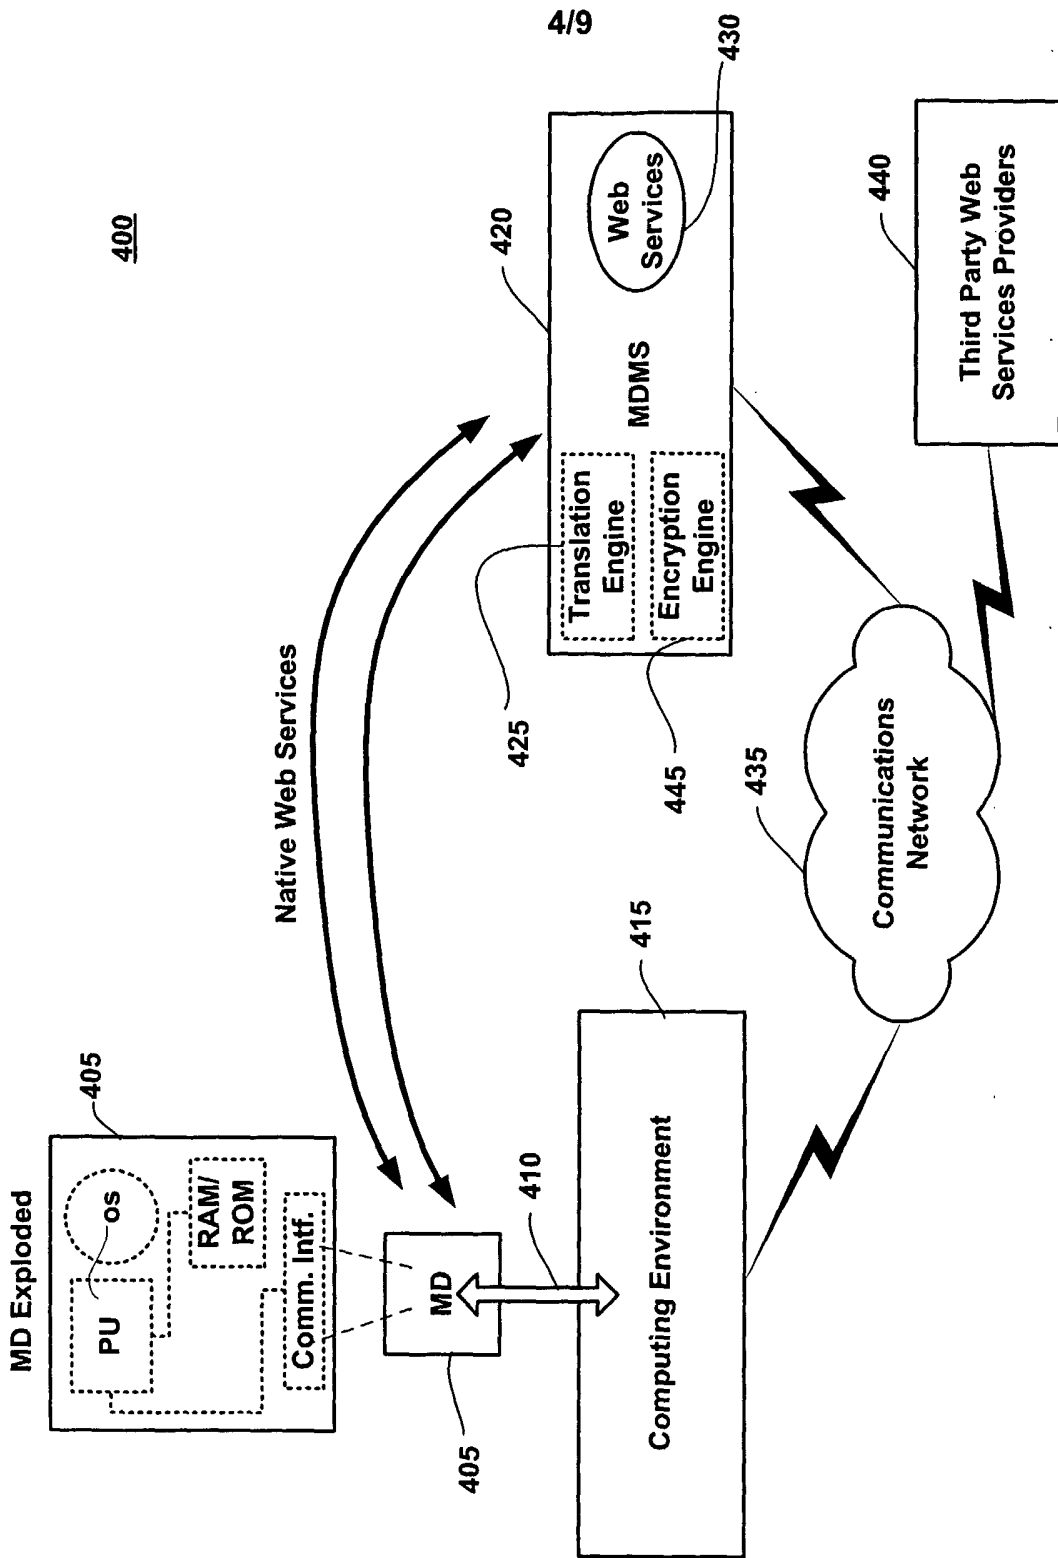 4/9
400
MD Exploded
405
PU
os
RAM/
ROM
Comm. Intf.
Native Web Services
MD
405
410
420
Translation
Engine
Encryption
Engine
MDMS
Web
Services
425
445
430
415
Computing Environment
435
Communications
Network
440
Third Party Web
Services Providers